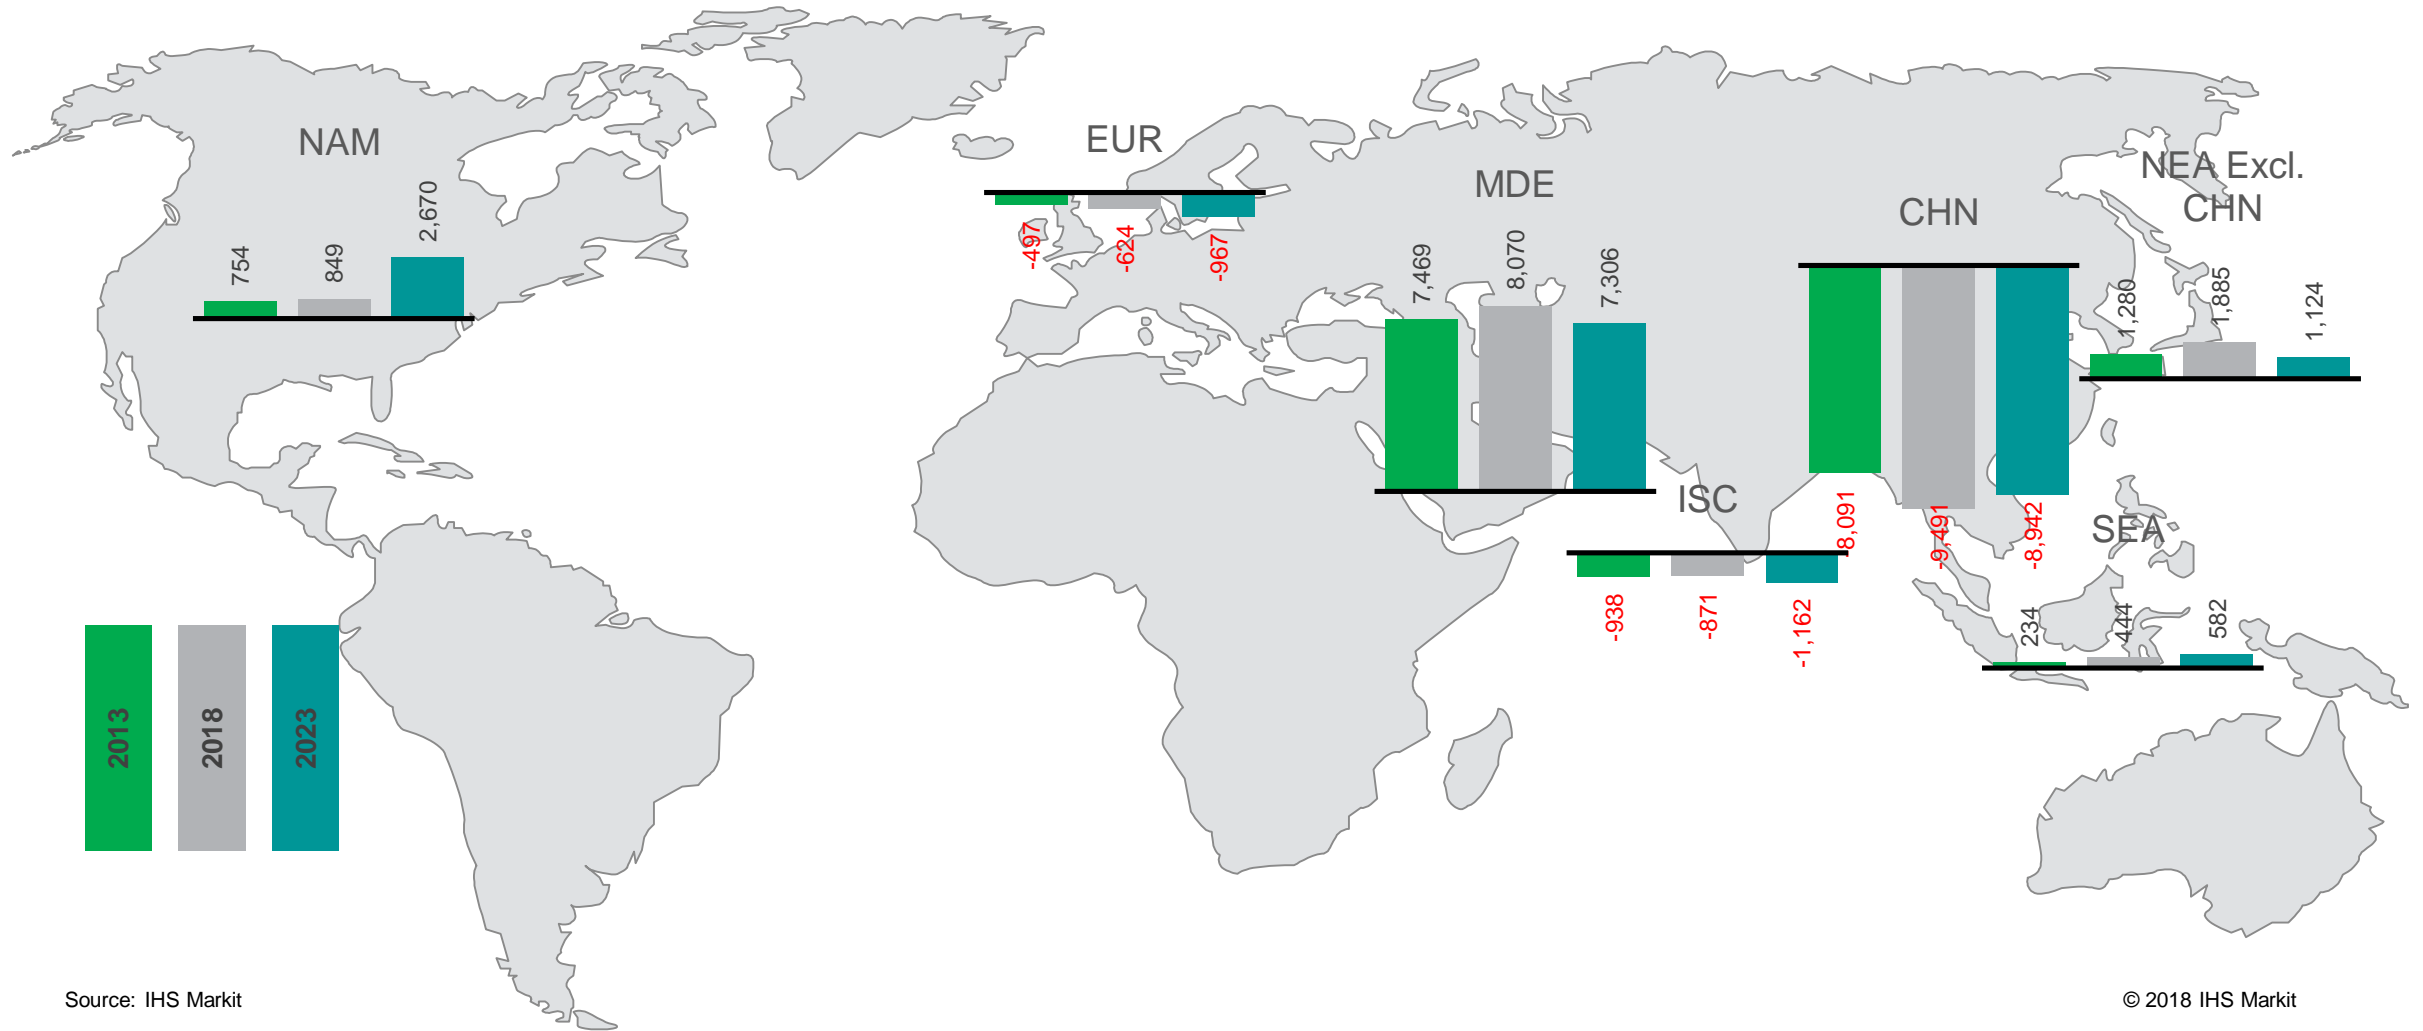 NAM
754
849
2,670
EUR
-497
-624
-967
MDE
7,469
8,070
7,306
CHN
-8,091
-9,491
-8,942
NEA Excl.
CHN
1,280
1,885
1,124
ISC
-938
-871
-1,162
SEA
234
444
582
2013
2018
2023
Source: IHS Markit
© 2018 IHS Markit